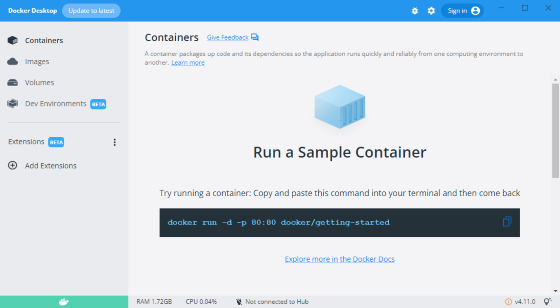 Docker Desktop
Update to latest
Sign in
Containers
Images
Volumes
Dev Environments BETA
Extensions BETA
Add Extensions
Containers Give Feedback
A container packages up code and its dependencies so the application runs quickly and reliably from one computing environment to
another. Learn more
Run a Sample Container
Try running a container: Copy and paste this command into your terminal and then come back
docker run -d -p 80:80 docker/getting-started
Explore more in the Docker Docs
RAM 1.72GB CPU 0.04% Not connected to Hub
v4.11.0